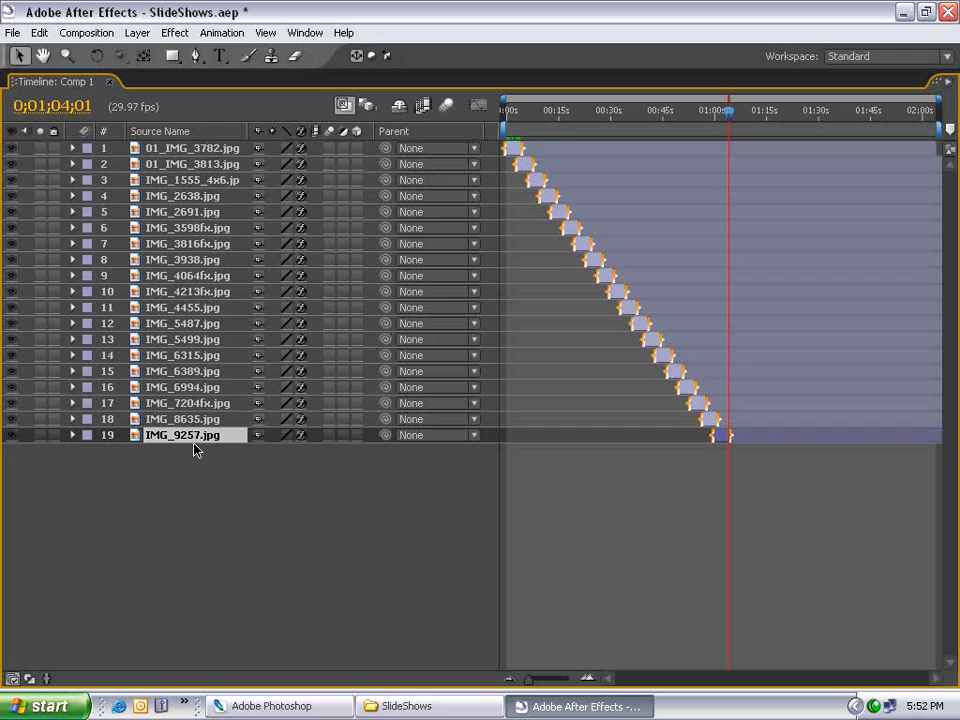 Adobe After Effects - SlideShows.aep *
File Edit Composition Layer Effect Animation View Window Help
Workspace: Standard
Timeline: Comp 1
0;01;04;01 (29.97 fps)
:00s 00:15s 00:30s 00:45s 01:00s 01:15s 01:30s 01:45s 02:00s
# Source Name Parent
1 01_IMG_3782.jpg None
2 01_IMG_3813.jpg None
3 IMG_1555_4x6.jp None
4 IMG_2638.jpg None
5 IMG_2691.jpg None
6 IMG_3598fx.jpg None
7 IMG_3816fx.jpg None
8 IMG_3938.jpg None
9 IMG_4064fx.jpg None
10 IMG_4213fx.jpg None
11 IMG_4455.jpg None
12 IMG_5487.jpg None
13 IMG_5499.jpg None
14 IMG_6315.jpg None
15 IMG_6389.jpg None
16 IMG_6994.jpg None
17 IMG_7204fx.jpg None
18 IMG_8635.jpg None
19 IMG_9257.jpg None
start Adobe Photoshop SlideShows Adobe After Effects -... 5:52 PM